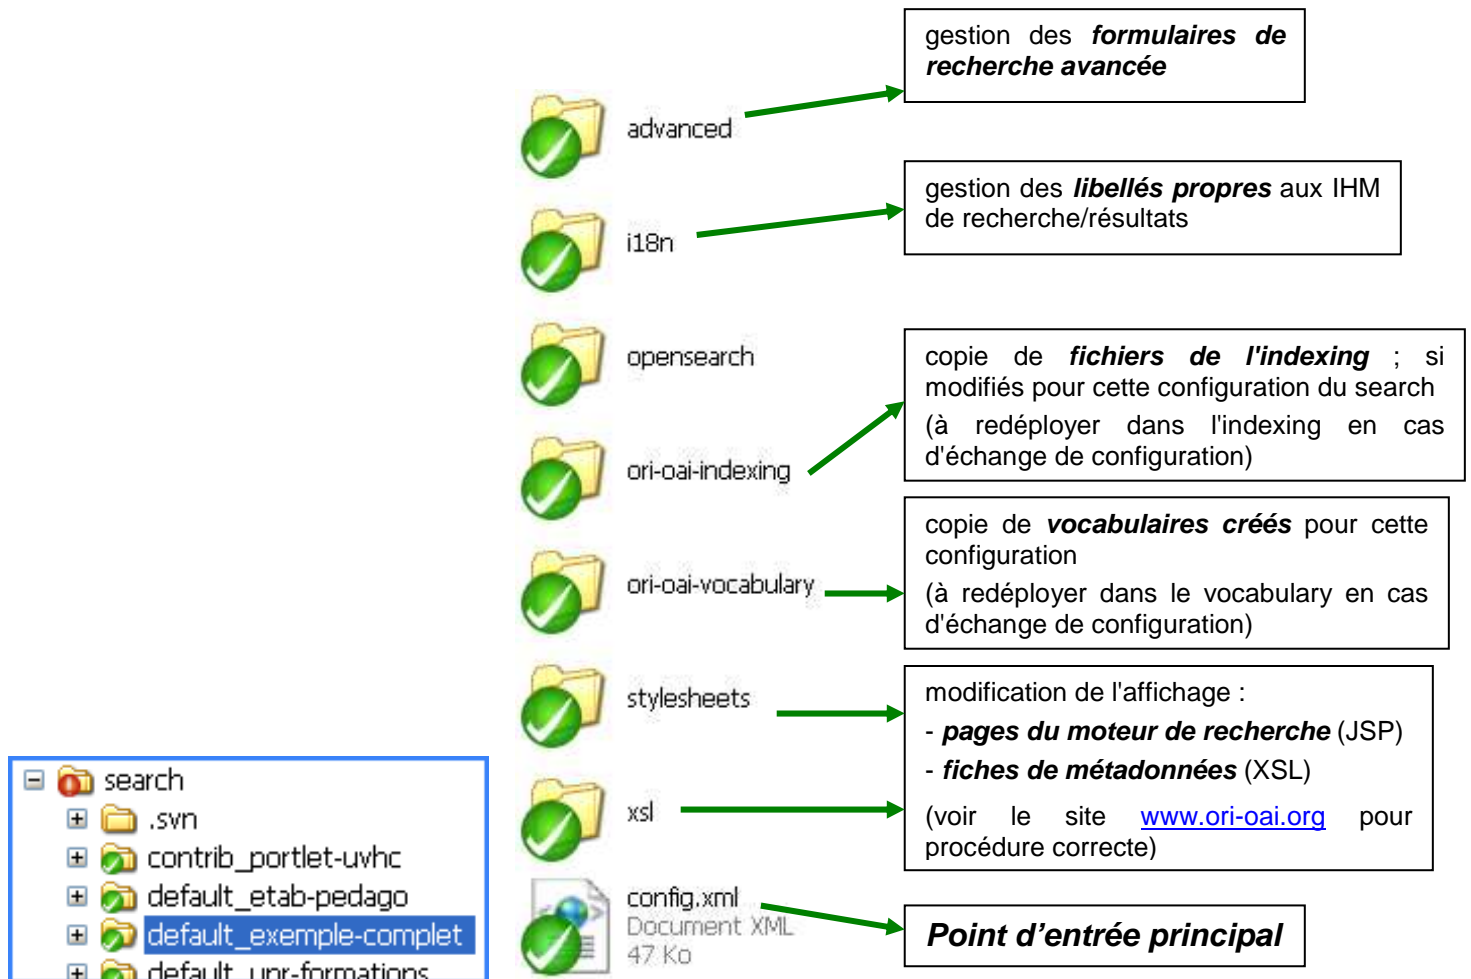 gestion des formulaires de
recherche avancée
advanced
gestion des libellés propres aux IHM
de recherche/résultats
i18n
opensearch
copie de fichiers de l'indexing ; si
modifiés pour cette configuration du search
(à redéployer dans l'indexing en cas
d'échange de configuration)
ori-oai-indexing
copie de vocabulaires créés pour cette
configuration
(à redéployer dans le vocabulary en cas
d'échange de configuration)
ori-oai-vocabulary
stylesheets
modification de l'affichage :
- pages du moteur de recherche (JSP)
- fiches de métadonnées (XSL)
(voir le site www.ori-oai.org pour
procédure correcte)
xsl
config.xml
Document XML
47 Ko
Point d’entrée principal
search
.svn
contrib_portlet-uvhc
default_etab-pedago
default_exemple-complet
default_unr-formations